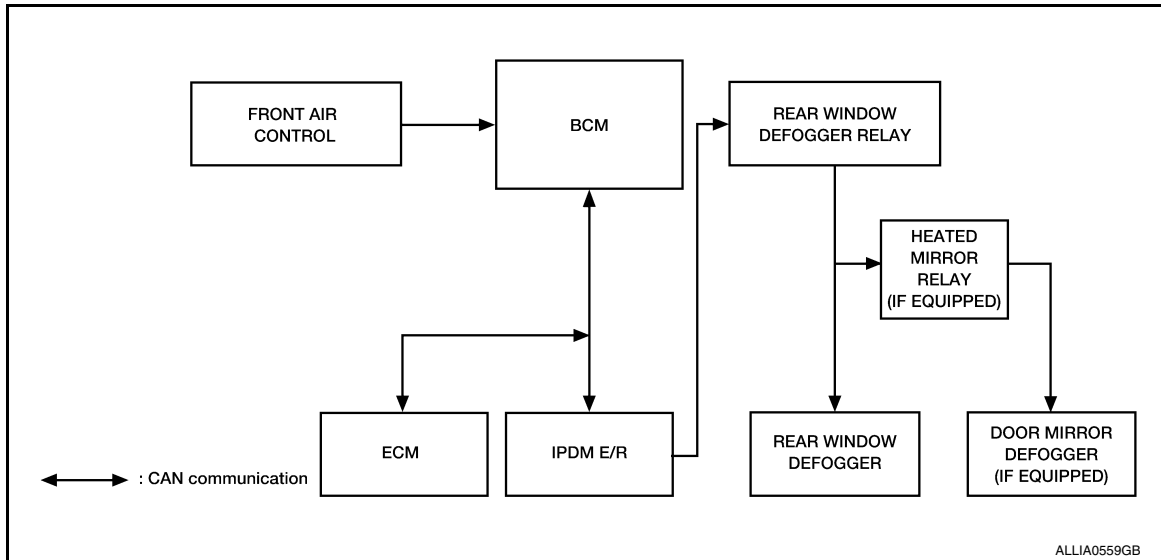 FRONT AIR
CONTROL
BCM
REAR WINDOW
DEFOGGER RELAY
HEATED
MIRROR
RELAY
(IF EQUIPPED)
ECM
IPDM E/R
REAR WINDOW
DEFOGGER
DOOR MIRROR
DEFOGGER
(IF EQUIPPED)
: CAN communication
ALLIA0559GB